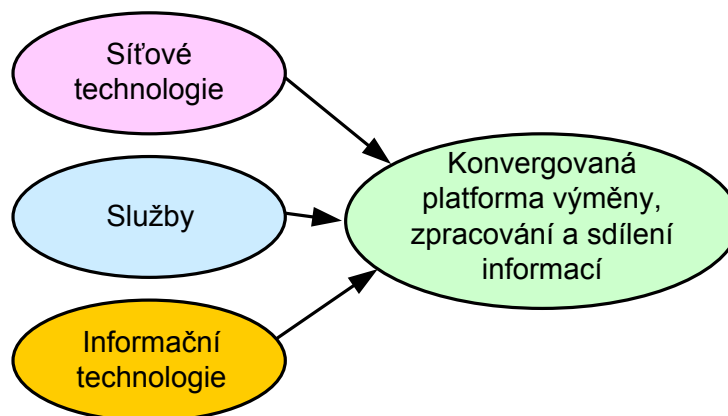 Síťové
technologie
Služby
Informační
technologie
Konvergovaná
platforma výměny,
zpracování a sdílení
informací